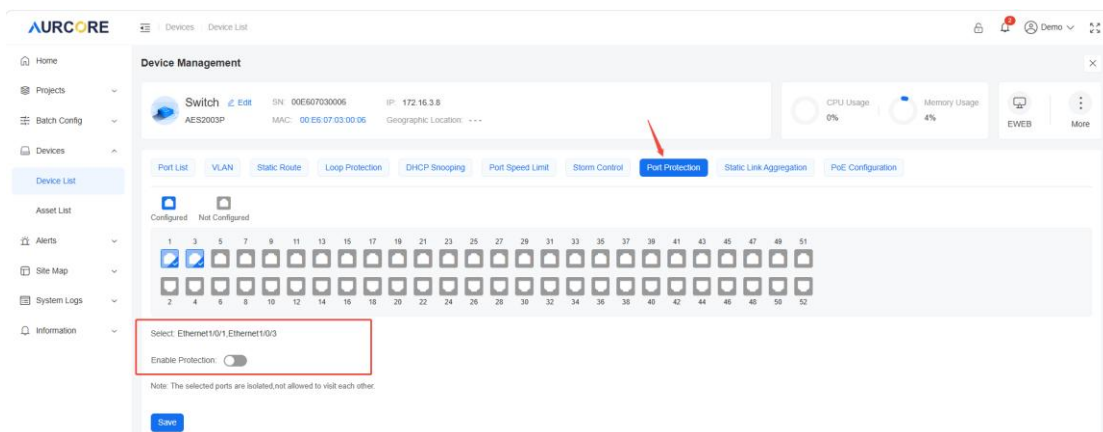 AURCORE
Devices Device List
2
Demo
Home
Projects
Batch Config
Devices
Device List
Asset List
Alerts
Site Map
System Logs
Information
Device Management
Switch Edit SN: 00E607030006 IP: 172.16.3.8
AES2003P MAC: 00:E6:07:03:00:06 Geographic Location: ---
CPU Usage
0%
Memory Usage
4%
EWEB
More
Port List VLAN Static Route Loop Protection DHCP Snooping Port Speed Limit Storm Control Port Protection Static Link Aggregation PoE Configuration
Configured Not Configured
1 3 5 7 9 11 13 15 17 19 21 23 25 27 29 31 33 35 37 39 41 43 45 47 49 51
2 4 6 8 10 12 14 16 18 20 22 24 26 28 30 32 34 36 38 40 42 44 46 48 50 52
Select: Ethernet1/0/1,Ethernet1/0/3
Enable Protection:
Note: The selected ports are isolated,not allowed to visit each other.
Save